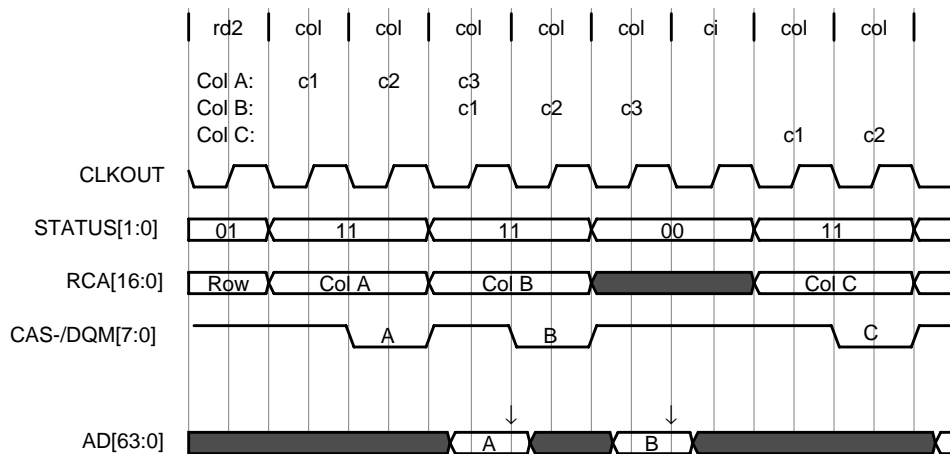 rd2 col col col col col ci col col
Col A: c1 c2 c3
Col B: c1 c2 c3
Col C: c1 c2
CLKOUT
STATUS[1:0] 01 11 11 00 11
RCA[16:0] Row Col A Col B Col C
CAS-/DQM[7:0] A B C
AD[63:0] A B